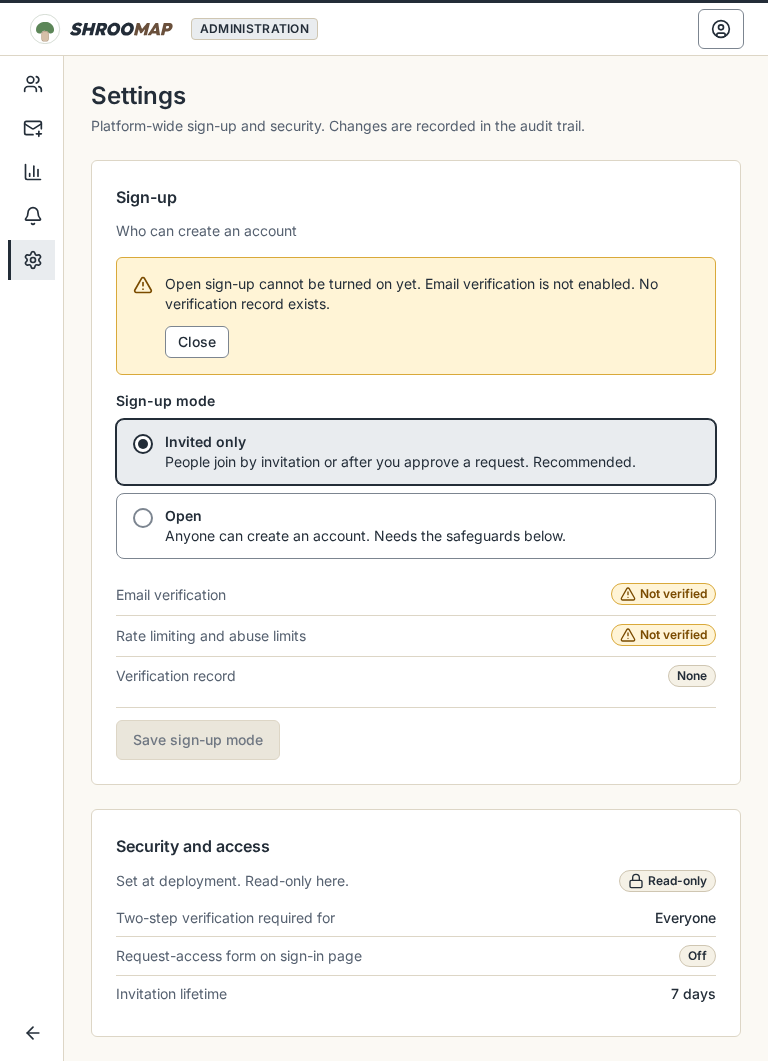 SHROOMAP
ADMINISTRATION
Settings
Platform-wide sign-up and security. Changes are recorded in the audit trail.
Sign-up
Who can create an account
Open sign-up cannot be turned on yet. Email verification is not enabled. No
verification record exists.
Close
Sign-up mode
Invited only
People join by invitation or after you approve a request. Recommended.
Open
Anyone can create an account. Needs the safeguards below.
Email verification Not verified
Rate limiting and abuse limits Not verified
Verification record None
Save sign-up mode
Security and access
Set at deployment. Read-only here. Read-only
Two-step verification required for Everyone
Request-access form on sign-in page Off
Invitation lifetime 7 days